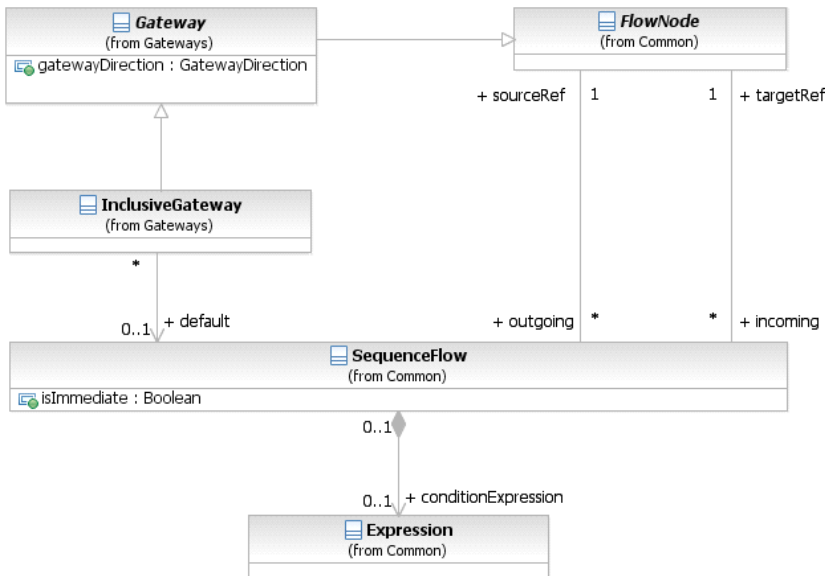 Gateway
(from Gateways)
gatewayDirection : GatewayDirection
FlowNode
(from Common)
+ sourceRef
1
1
+ targetRef
InclusiveGateway
(from Gateways)
*
0..1
+ default
+ outgoing
*
*
+ incoming
SequenceFlow
(from Common)
isImmediate : Boolean
0..1
0..1
+ conditionExpression
Expression
(from Common)